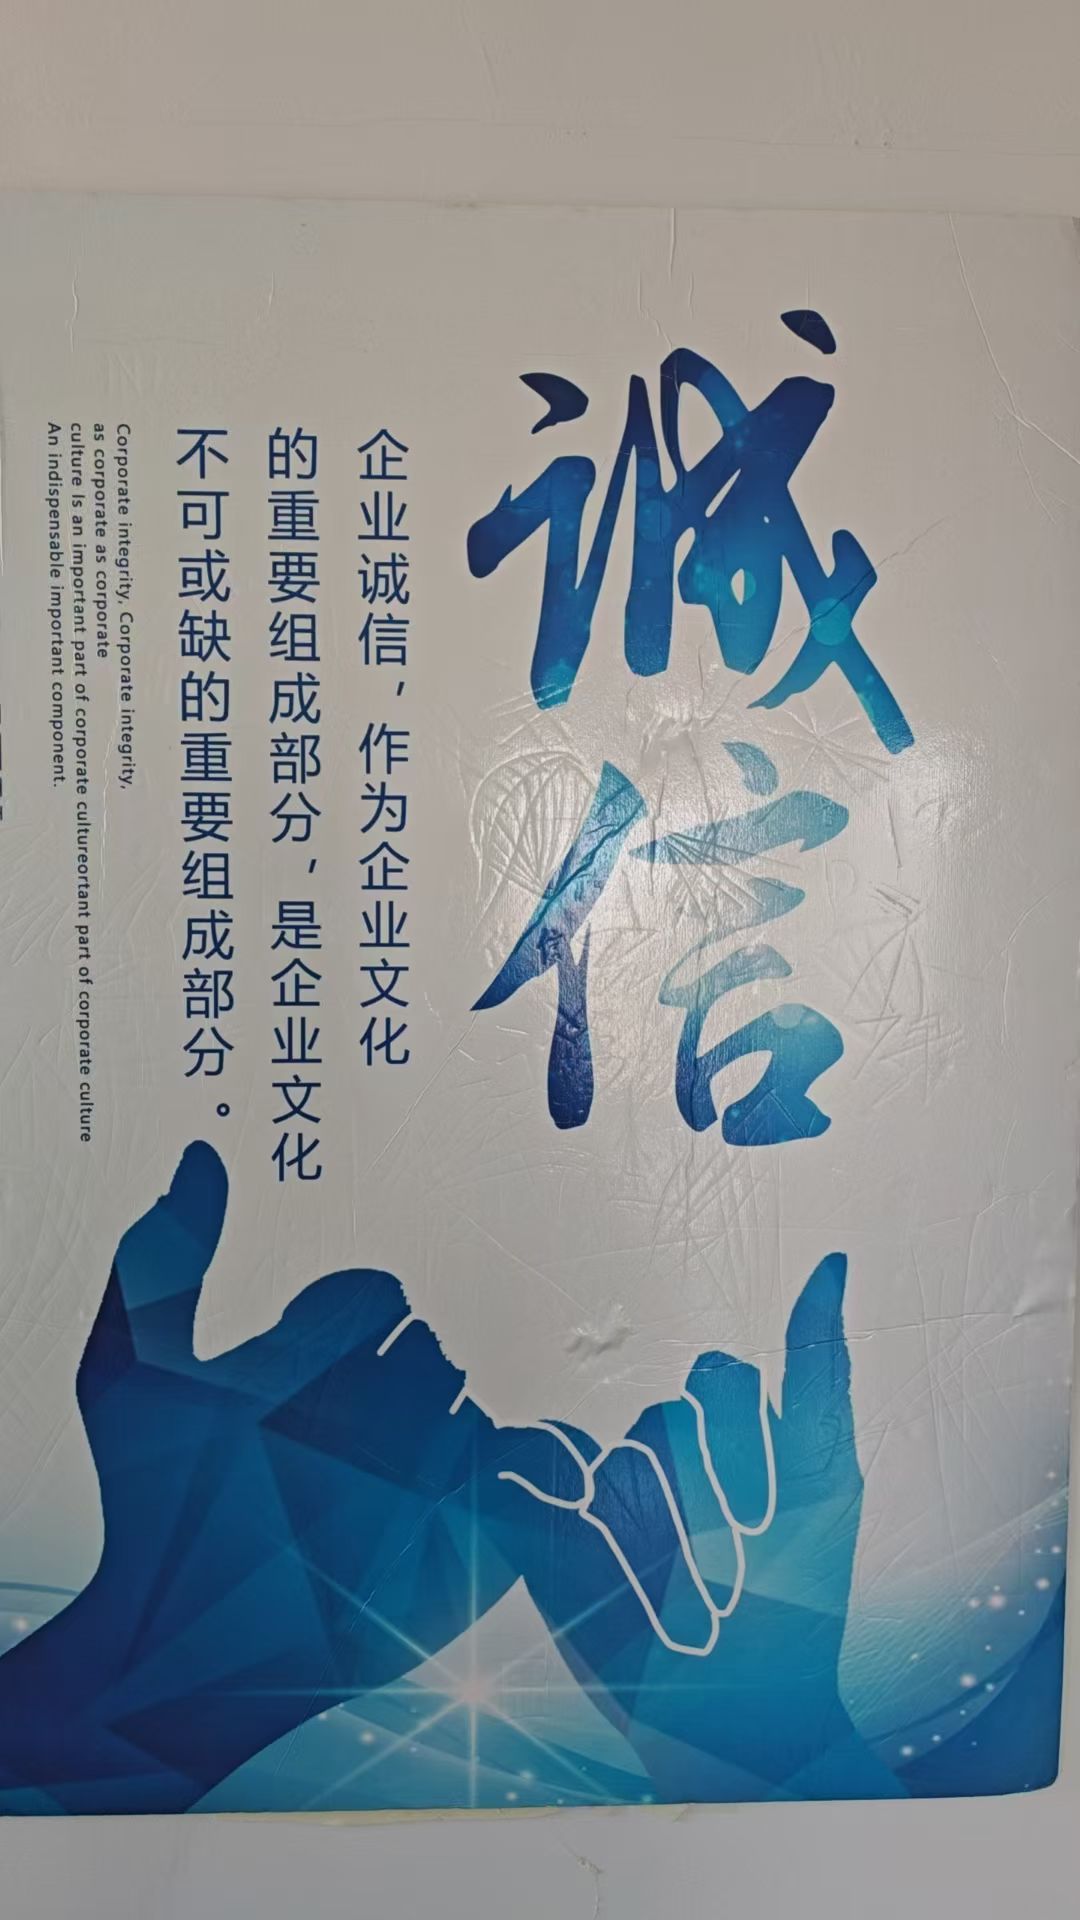 诚信
企业诚信，作为企业文化
的重要组成部分，是企业文化
不可或缺的重要组成部分。
Corporate integrity, Corporate integrity,
as corporate as corporate
culture Is an important part of corporate cultureortant part of corporate culture
An indispensable important component.